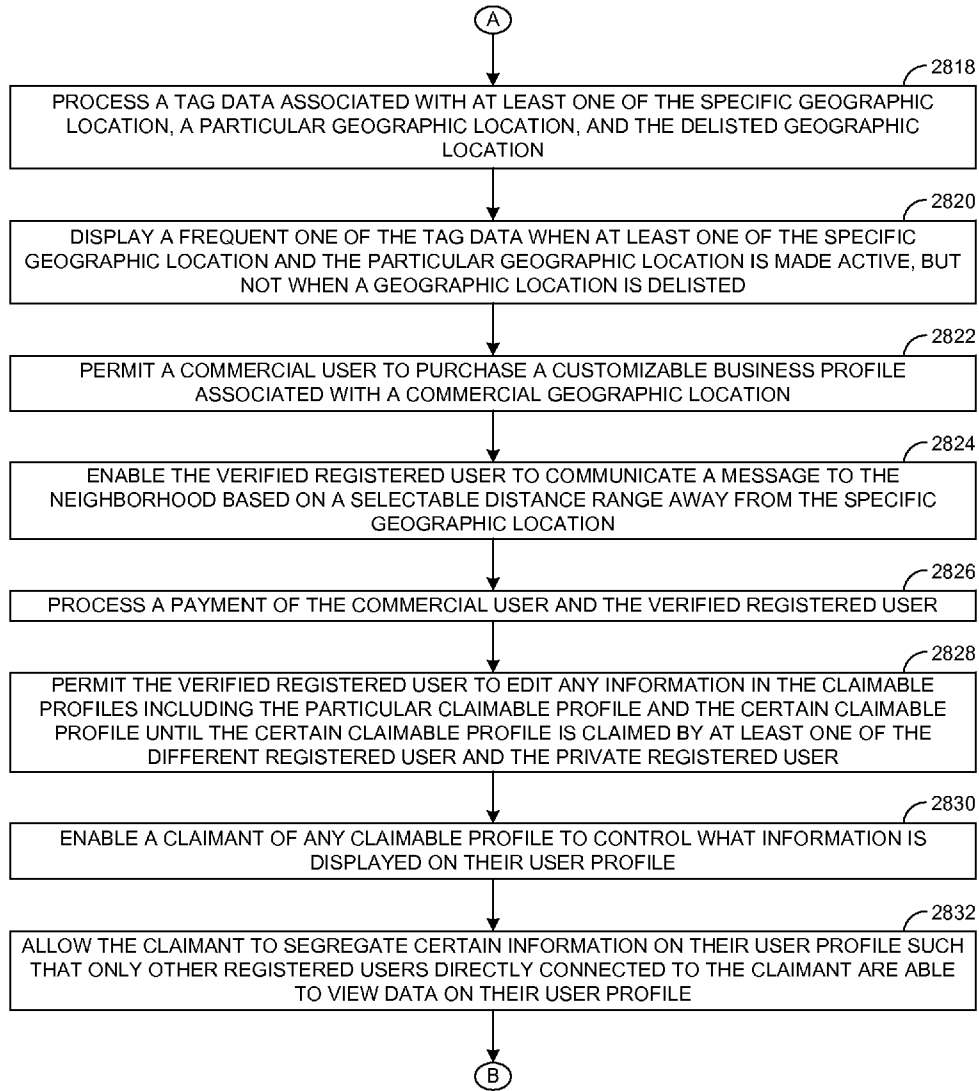 A
2818
PROCESS A TAG DATA ASSOCIATED WITH AT LEAST ONE OF THE SPECIFIC GEOGRAPHIC
LOCATION, A PARTICULAR GEOGRAPHIC LOCATION, AND THE DELISTED GEOGRAPHIC
LOCATION
2820
DISPLAY A FREQUENT ONE OF THE TAG DATA WHEN AT LEAST ONE OF THE SPECIFIC
GEOGRAPHIC LOCATION AND THE PARTICULAR GEOGRAPHIC LOCATION IS MADE ACTIVE, BUT
NOT WHEN A GEOGRAPHIC LOCATION IS DELISTED
2822
PERMIT A COMMERCIAL USER TO PURCHASE A CUSTOMIZABLE BUSINESS PROFILE
ASSOCIATED WITH A COMMERCIAL GEOGRAPHIC LOCATION
2824
ENABLE THE VERIFIED REGISTERED USER TO COMMUNICATE A MESSAGE TO THE
NEIGHBORHOOD BASED ON A SELECTABLE DISTANCE RANGE AWAY FROM THE SPECIFIC
GEOGRAPHIC LOCATION
2826
PROCESS A PAYMENT OF THE COMMERCIAL USER AND THE VERIFIED REGISTERED USER
2828
PERMIT THE VERIFIED REGISTERED USER TO EDIT ANY INFORMATION IN THE CLAIMABLE
PROFILES INCLUDING THE PARTICULAR CLAIMABLE PROFILE AND THE CERTAIN CLAIMABLE
PROFILE UNTIL THE CERTAIN CLAIMABLE PROFILE IS CLAIMED BY AT LEAST ONE OF THE
DIFFERENT REGISTERED USER AND THE PRIVATE REGISTERED USER
2830
ENABLE A CLAIMANT OF ANY CLAIMABLE PROFILE TO CONTROL WHAT INFORMATION IS
DISPLAYED ON THEIR USER PROFILE
2832
ALLOW THE CLAIMANT TO SEGREGATE CERTAIN INFORMATION ON THEIR USER PROFILE SUCH
THAT ONLY OTHER REGISTERED USERS DIRECTLY CONNECTED TO THE CLAIMANT ARE ABLE
TO VIEW DATA ON THEIR USER PROFILE
B